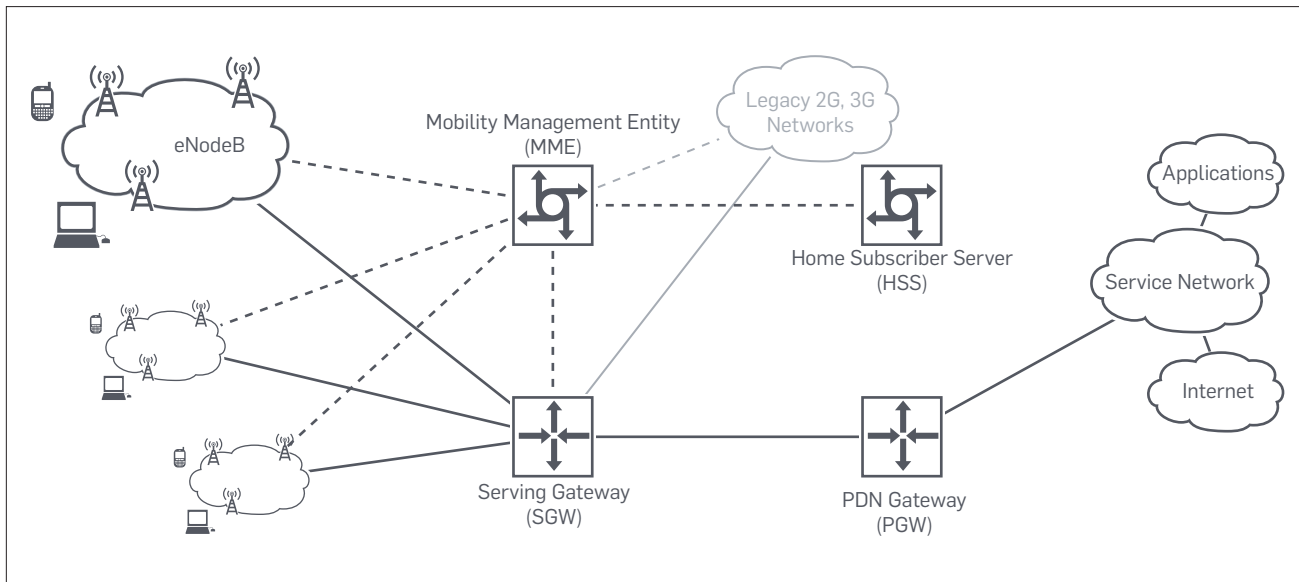 eNodeB
Mobility Management Entity
(MME)
Legacy 2G, 3G
Networks
Applications
Home Subscriber Server
(HSS)
Service Network
Internet
Serving Gateway
(SGW)
PDN Gateway
(PGW)